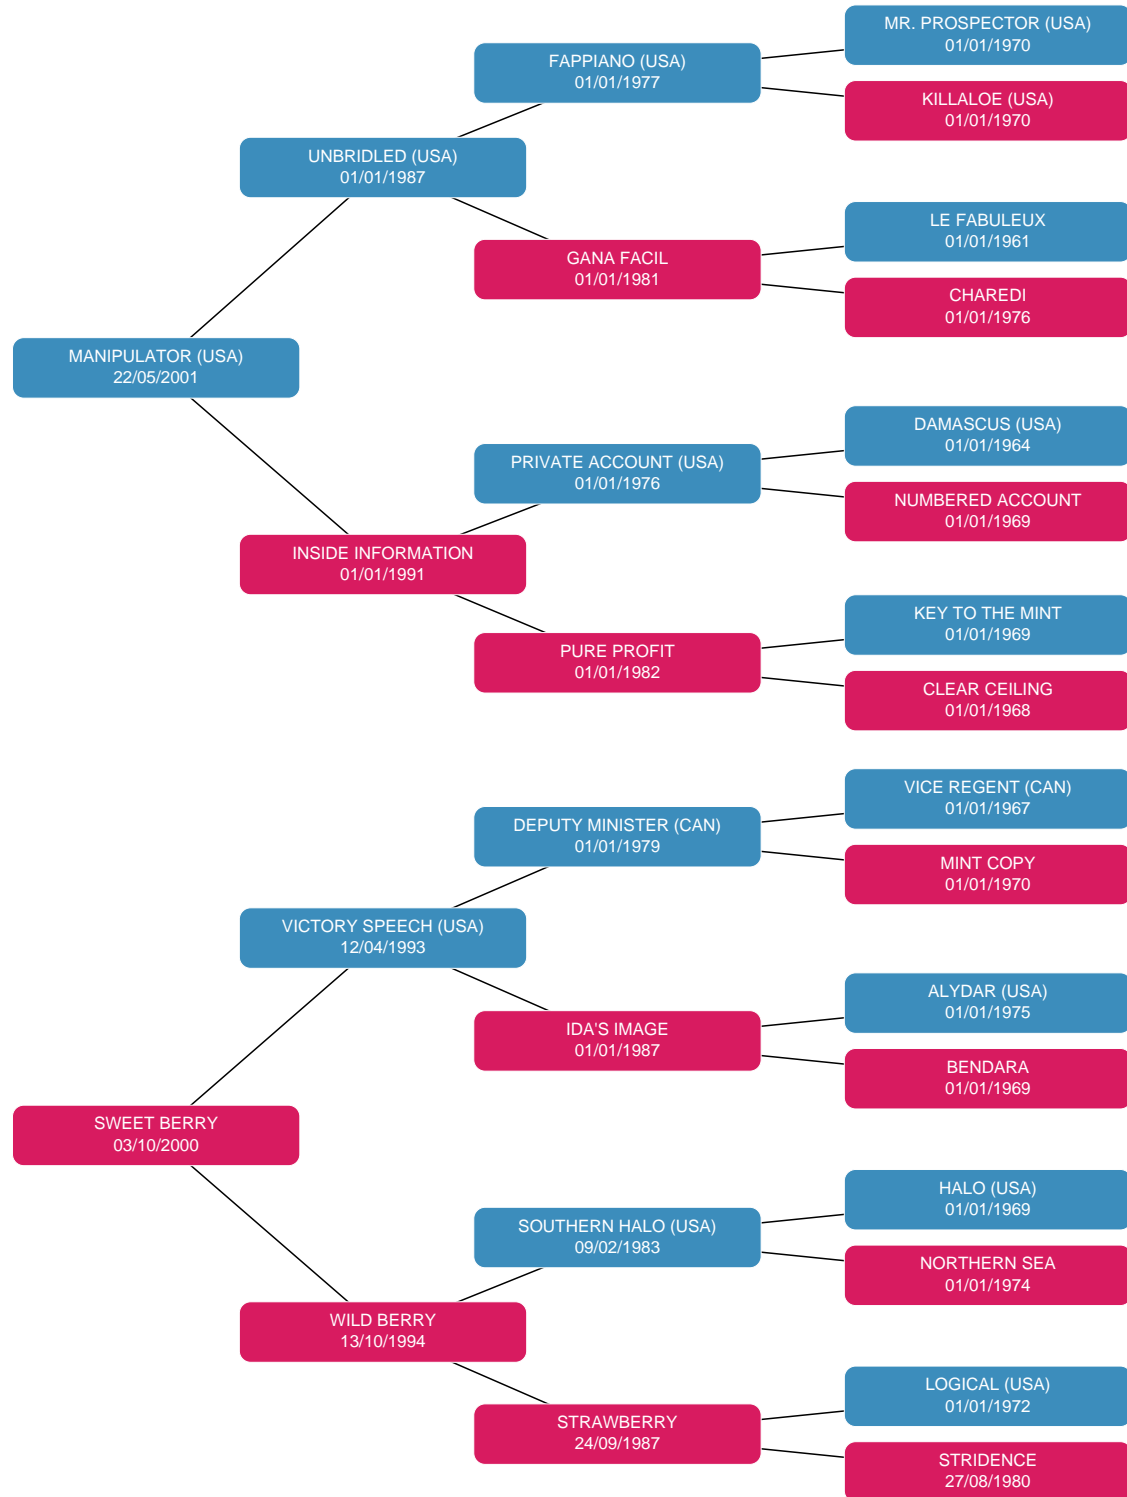 MR. PROSPECTOR (USA)
01/01/1970
FAPPIANO (USA)
01/01/1977
KILLALOE (USA)
01/01/1970
UNBRIDLED (USA)
01/01/1987
LE FABULEUX
01/01/1961
GANA FACIL
01/01/1981
CHAREDI
01/01/1976
MANIPULATOR (USA)
22/05/2001
DAMASCUS (USA)
01/01/1964
PRIVATE ACCOUNT (USA)
01/01/1976
NUMBERED ACCOUNT
01/01/1969
INSIDE INFORMATION
01/01/1991
KEY TO THE MINT
01/01/1969
PURE PROFIT
01/01/1982
CLEAR CEILING
01/01/1968
VICE REGENT (CAN)
01/01/1967
DEPUTY MINISTER (CAN)
01/01/1979
MINT COPY
01/01/1970
VICTORY SPEECH (USA)
12/04/1993
ALYDAR (USA)
01/01/1975
IDA'S IMAGE
01/01/1987
BENDARA
01/01/1969
SWEET BERRY
03/10/2000
HALO (USA)
01/01/1969
SOUTHERN HALO (USA)
09/02/1983
NORTHERN SEA
01/01/1974
WILD BERRY
13/10/1994
LOGICAL (USA)
01/01/1972
STRAWBERRY
24/09/1987
STRIDENCE
27/08/1980